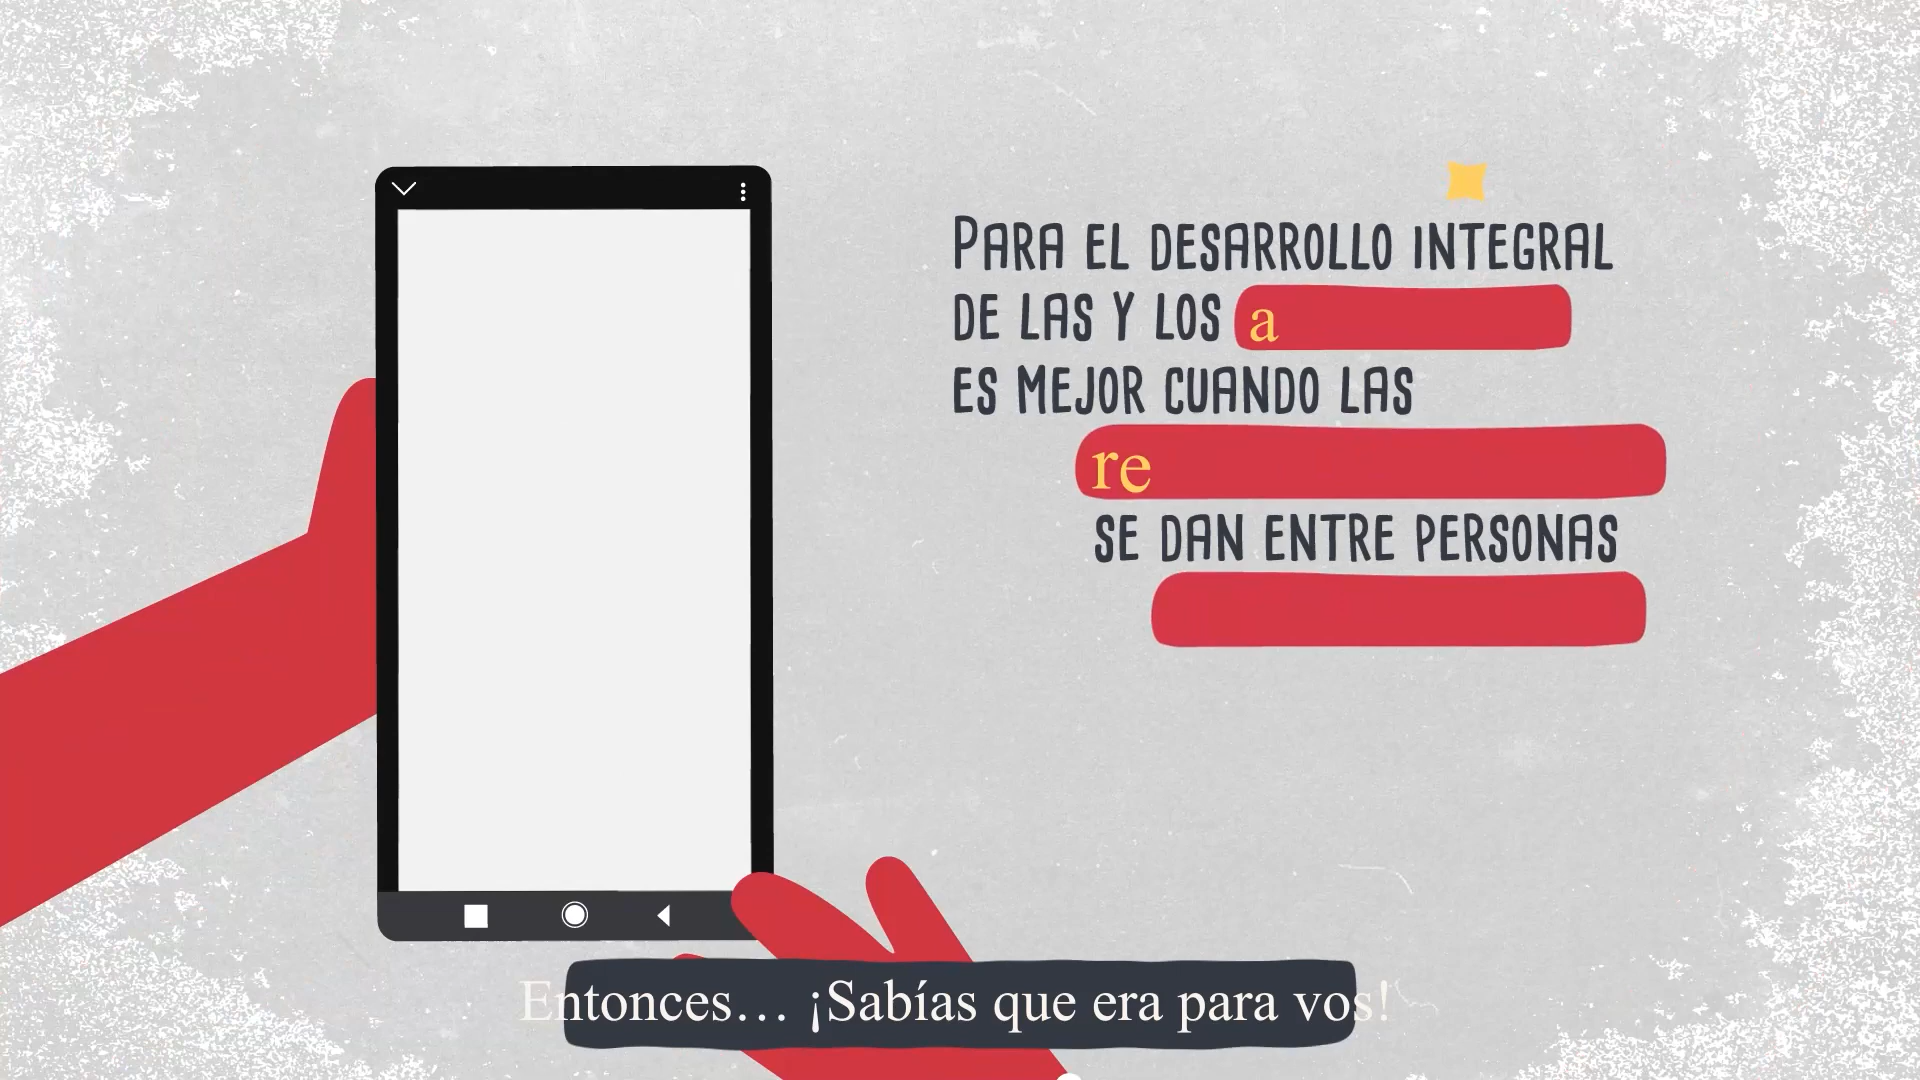 PARA EL DESARROLLO INTEGRAL
DE LAS Y LOS a
ES MEJOR CUANDO LAS
re
SE DAN ENTRE PERSONAS
Entonces… ¡Sabías que era para vos!